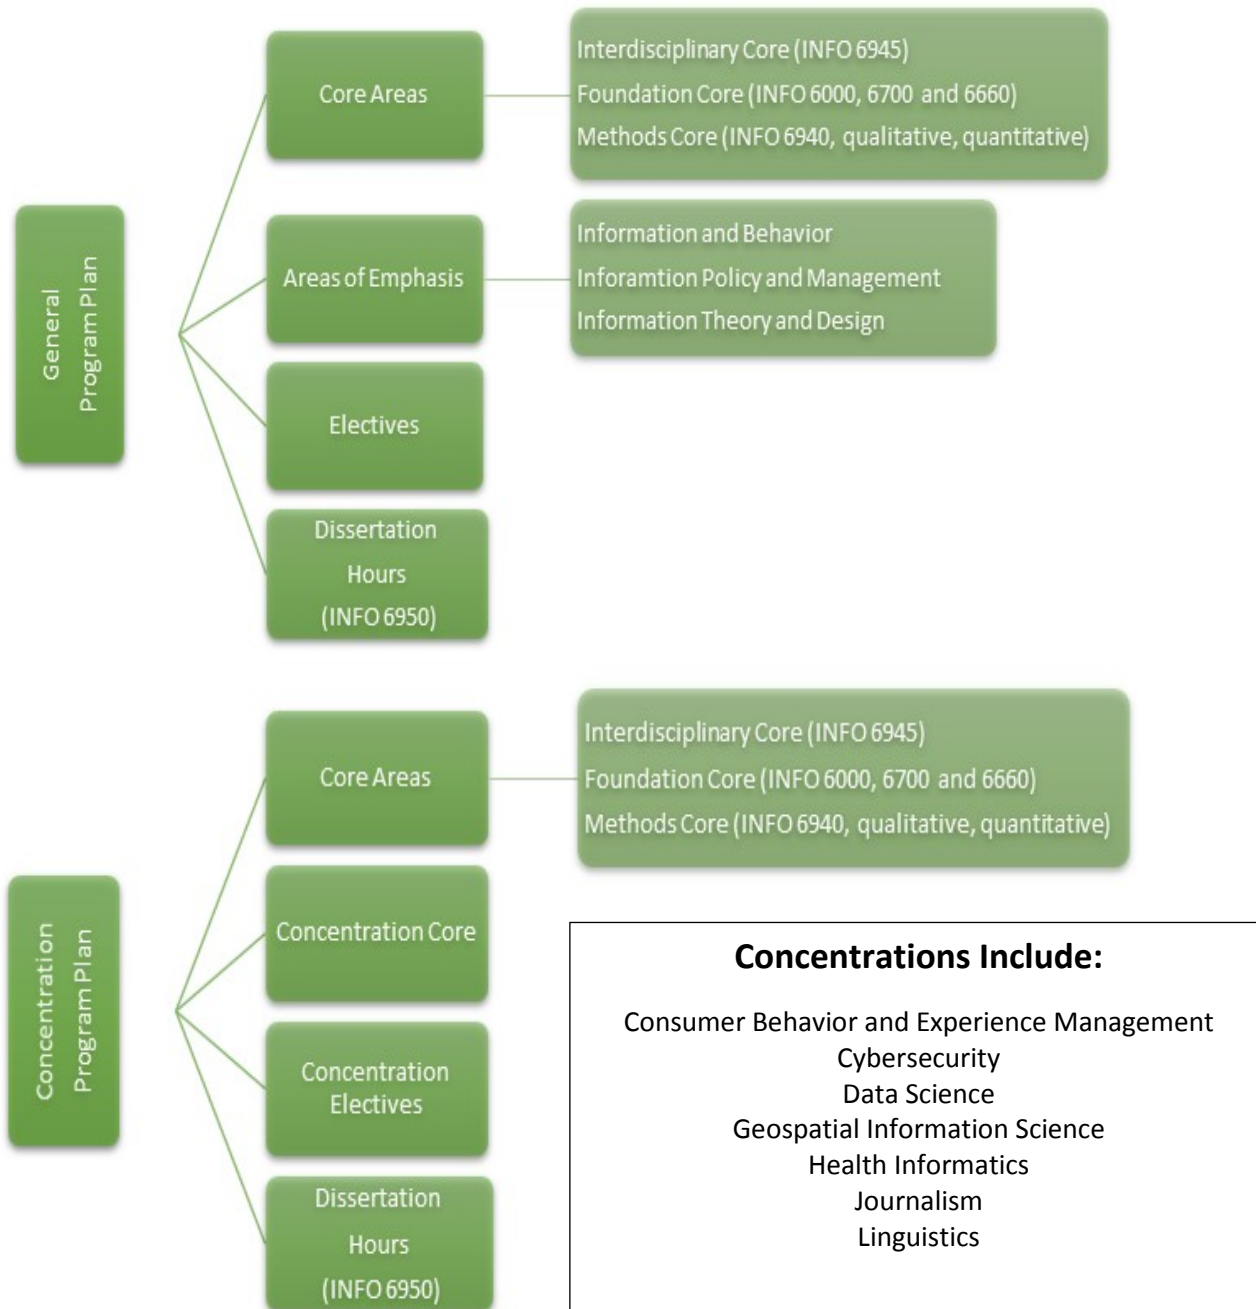 General
Program Plan
Core Areas
Interdisciplinary Core (INFO 6945)
Foundation Core (INFO 6000, 6700 and 6660)
Methods Core (INFO 6940, qualitative, quantitative)
Areas of Emphasis
Information and Behavior
Inforamtion Policy and Management
Information Theory and Design
Electives
Dissertation
Hours
(INFO 6950)
Concentration
Program Plan
Core Areas
Interdisciplinary Core (INFO 6945)
Foundation Core (INFO 6000, 6700 and 6660)
Methods Core (INFO 6940, qualitative, quantitative)
Concentration Core
Concentration
Electives
Dissertation
Hours
(INFO 6950)
Concentrations Include:
Consumer Behavior and Experience Management
Cybersecurity
Data Science
Geospatial Information Science
Health Informatics
Journalism
Linguistics